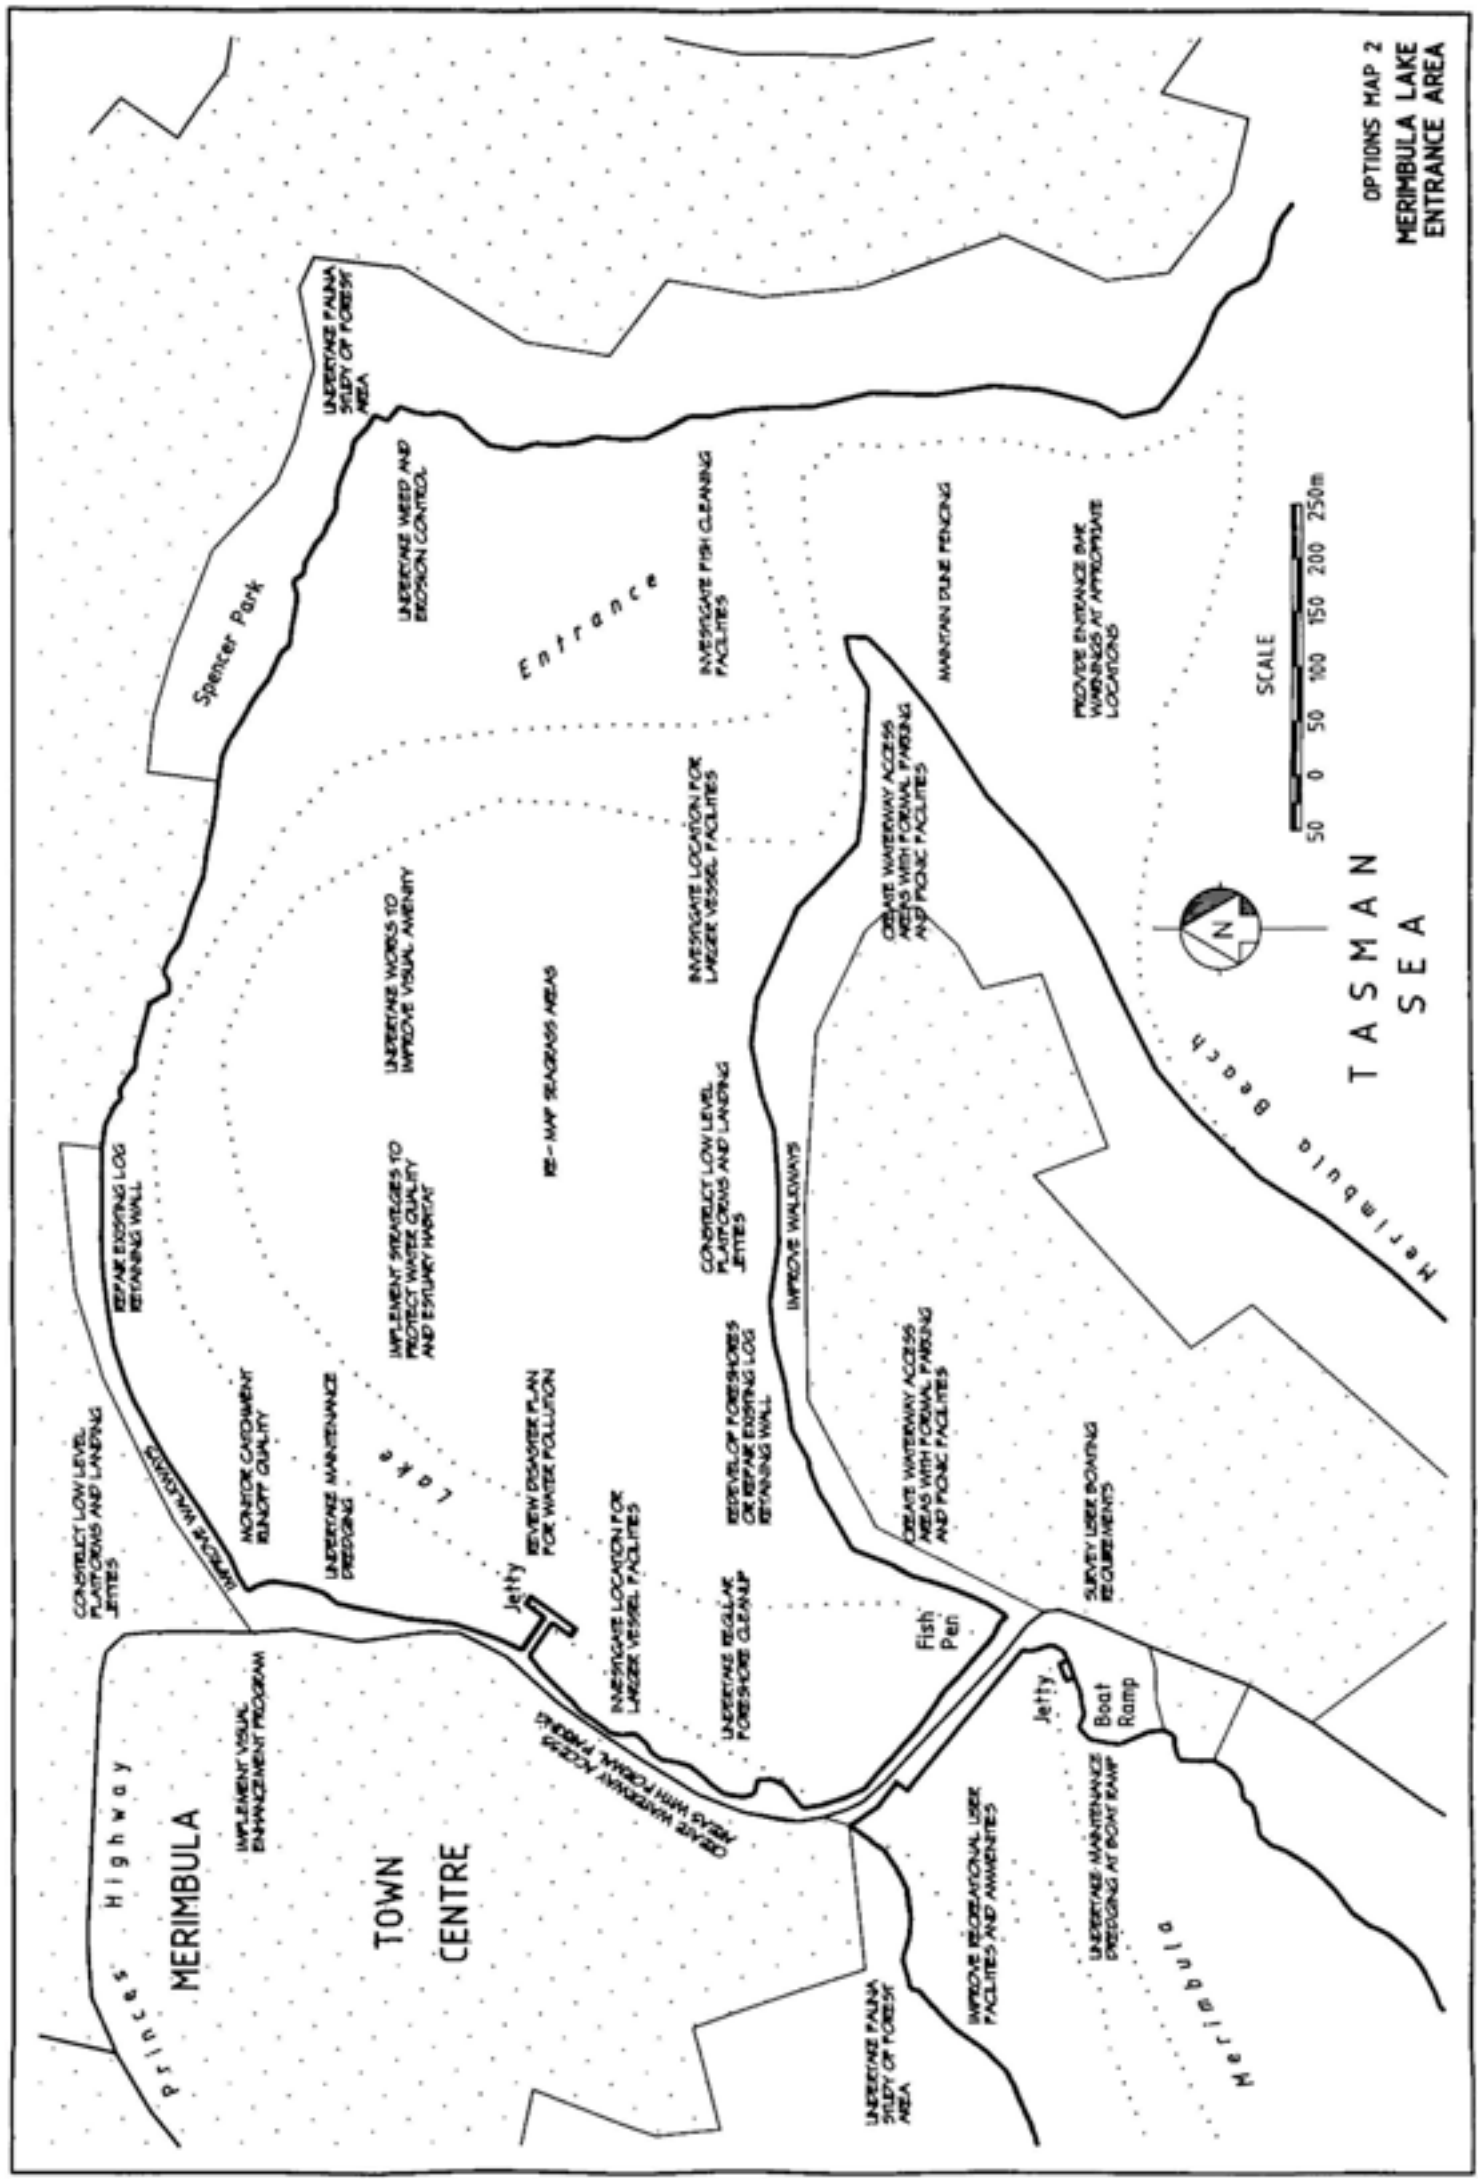 Princes Highway
MERIMBULA
TOWN
CENTRE
IMPLEMENT VISUAL
ENHANCEMENT PROGRAM
CONSTRUCT LOW LEVEL
PLATFORMS AND LANDING
JETTIES
IMPROVE WALKWAYS
REPAIR EXISTING LOG
RETAINING WALL
MONITOR CATCHMENT
RUNOFF QUALITY
UNDERTAKE MAINTENANCE
DREDGING
Lake
IMPLEMENT STRATEGIES TO
PROTECT WATER QUALITY
AND ESTUARY HABITAT
UNDERTAKE WORKS TO
IMPROVE VISUAL AMENITY
RE-MAP SEAGRASS AREAS
Spencer Park
UNDERTAKE FAUNA
STUDY OF FOREST
AREA
UNDERTAKE WEED AND
EROSION CONTROL
Entrance
Jetty
REVIEW DISASTER PLAN
FOR WATER POLLUTION
INVESTIGATE LOCATION FOR
LARGER VESSEL FACILITIES
CREATE WATERWAY ACCESS
AREAS WITH FORMAL PARKING
UNDERTAKE REGULAR
FORESHORE CLEANUP
REDEVELOP FORESHORES
OR REPAIR EXISTING LOG
RETAINING WALL
CONSTRUCT LOW LEVEL
PLATFORMS AND LANDING
JETTIES
INVESTIGATE LOCATION FOR
LARGER VESSEL FACILITIES
INVESTIGATE FISH CLEANING
FACILITIES
IMPROVE WALKWAYS
UNDERTAKE FAUNA
STUDY OF FOREST
AREA
IMPROVE RECREATIONAL USER
FACILITIES AND AMMENITIES
Fish
Pen
CREATE WATERWAY ACCESS
AREAS WITH FORMAL PARKING
AND PICNIC FACILITIES
CREATE WATERWAY ACCESS
AREAS WITH FORMAL PARKING
AND PICNIC FACILITIES
MAINTAIN DUNE FENCING
Jetty
Boat
Ramp
UNDERTAKE MAINTENANCE
DREDGING AT BOAT RAMP
SURVEY USER BOATING
REQUIREMENTS
PROVIDE ENTRANCE BAR
WARNINGS AT APPROPRIATE
LOCATIONS
Merimbula
Merimbula Beach
N
SCALE
50 0 50 100 150 200 250m
TASMAN
SEA
OPTIONS MAP 2
MERIMBULA LAKE
ENTRANCE AREA